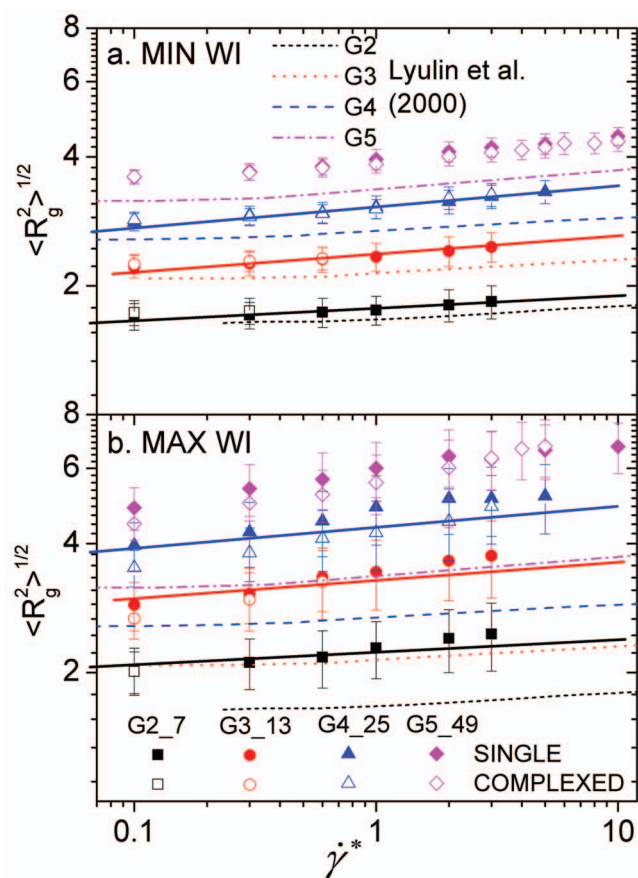 8
a. MIN WI
G2
G3
G4
G5
Lyulin et al.
(2000)
6
4
2
<R_g^2>^1/2
8
b. MAX WI
6
4
2
<R_g^2>^1/2
G2_7 G3_13 G4_25 G5_49
SINGLE
COMPLEXED
0.1 1 10
γ̇*